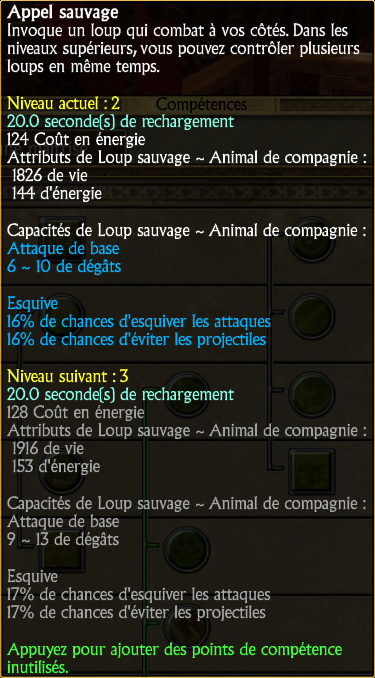 Appel sauvage
Invoque un loup qui combat à vos côtés. Dans les
niveaux supérieurs, vous pouvez contrôler plusieurs
loups en même temps.
Niveau actuel : 2
Compétences
20.0 seconde(s) de rechargement
124 Coût en énergie
Attributs de Loup sauvage ~ Animal de compagnie :
1826 de vie
144 d'énergie
Capacités de Loup sauvage ~ Animal de compagnie :
Attaque de base
6 ~ 10 de dégâts
Esquive
16% de chances d'esquiver les attaques
16% de chances d'éviter les projectiles
Niveau suivant : 3
20.0 seconde(s) de rechargement
128 Coût en énergie
Attributs de Loup sauvage ~ Animal de compagnie :
1916 de vie
153 d'énergie
Capacités de Loup sauvage ~ Animal de compagnie :
Attaque de base
9 ~ 13 de dégâts
Esquive
17% de chances d'esquiver les attaques
17% de chances d'éviter les projectiles
Appuyez pour ajouter des points de compétence
inutilisés.